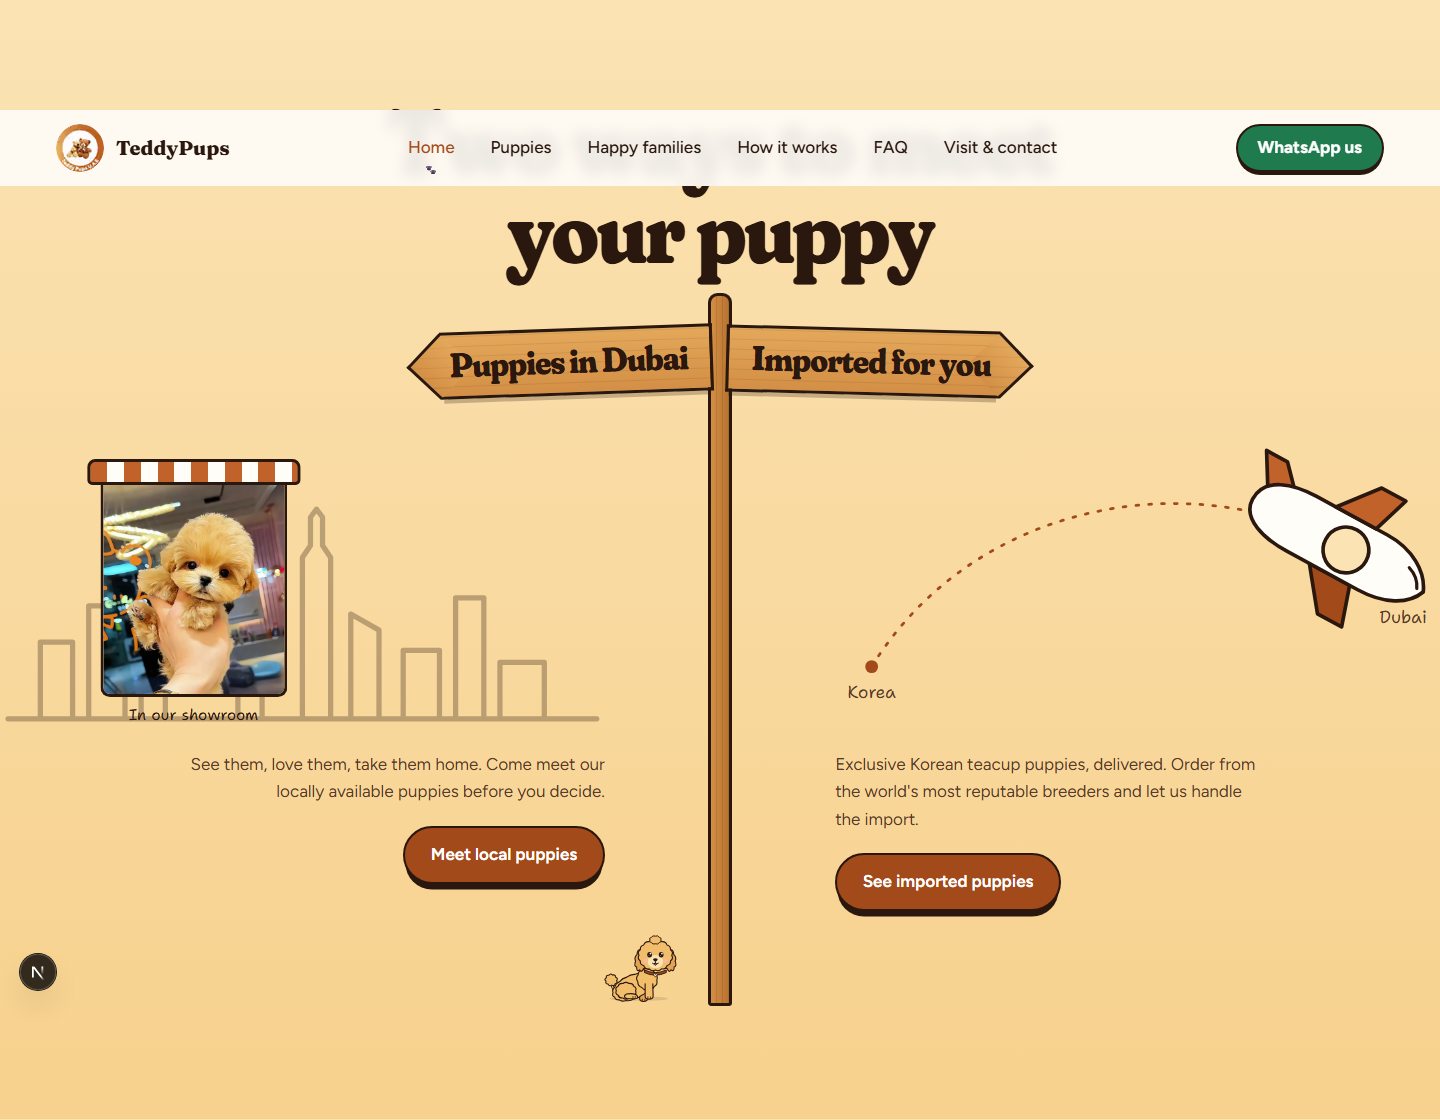 TeddyPups
Home
Puppies
Happy families
How it works
FAQ
Visit & contact
WhatsApp us
your puppy
Puppies in Dubai
Imported for you
In our showroom
Korea
Dubai
See them, love them, take them home. Come meet our
locally available puppies before you decide.
Meet local puppies
Exclusive Korean teacup puppies, delivered. Order from
the world's most reputable breeders and let us handle
the import.
See imported puppies
N